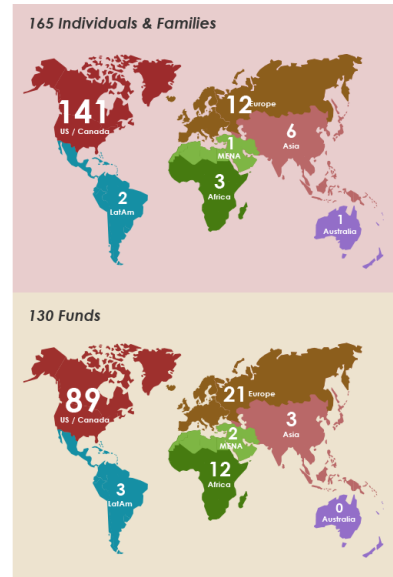 165 Individuals & Families
141
US / Canada
12 Europe
1
MENA
6
Asia
3
Africa
2
LatAm
1
Australia
130 Funds
89
US / Canada
21 Europe
2
MENA
3
Asia
12
Africa
3
LatAm
0
Australia